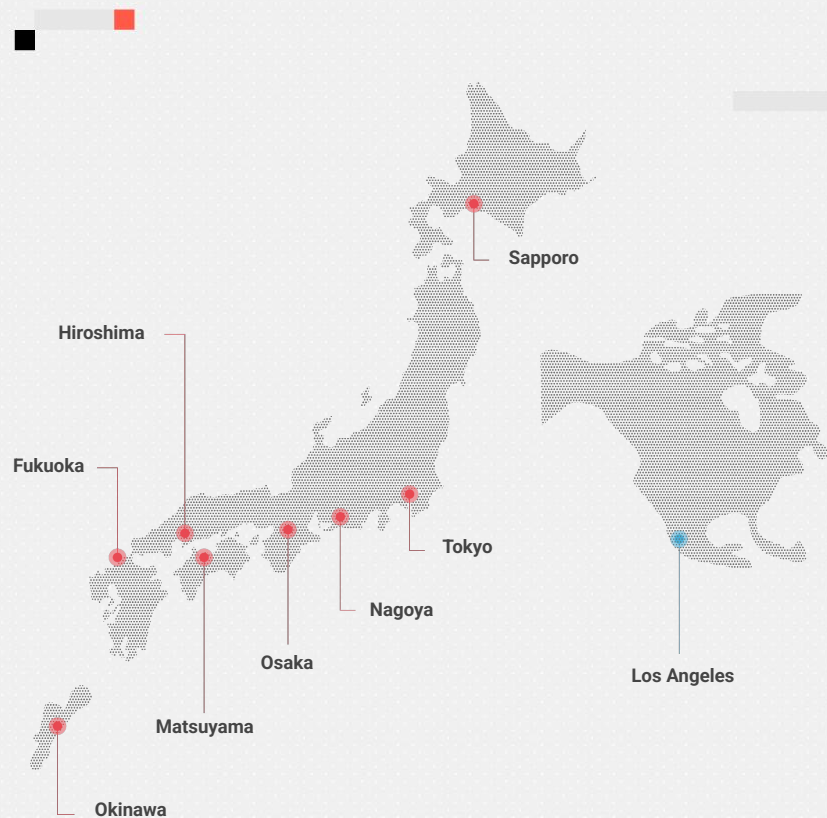 Sapporo
Hiroshima
Fukuoka
Tokyo
Nagoya
Osaka
Los Angeles
Matsuyama
Okinawa